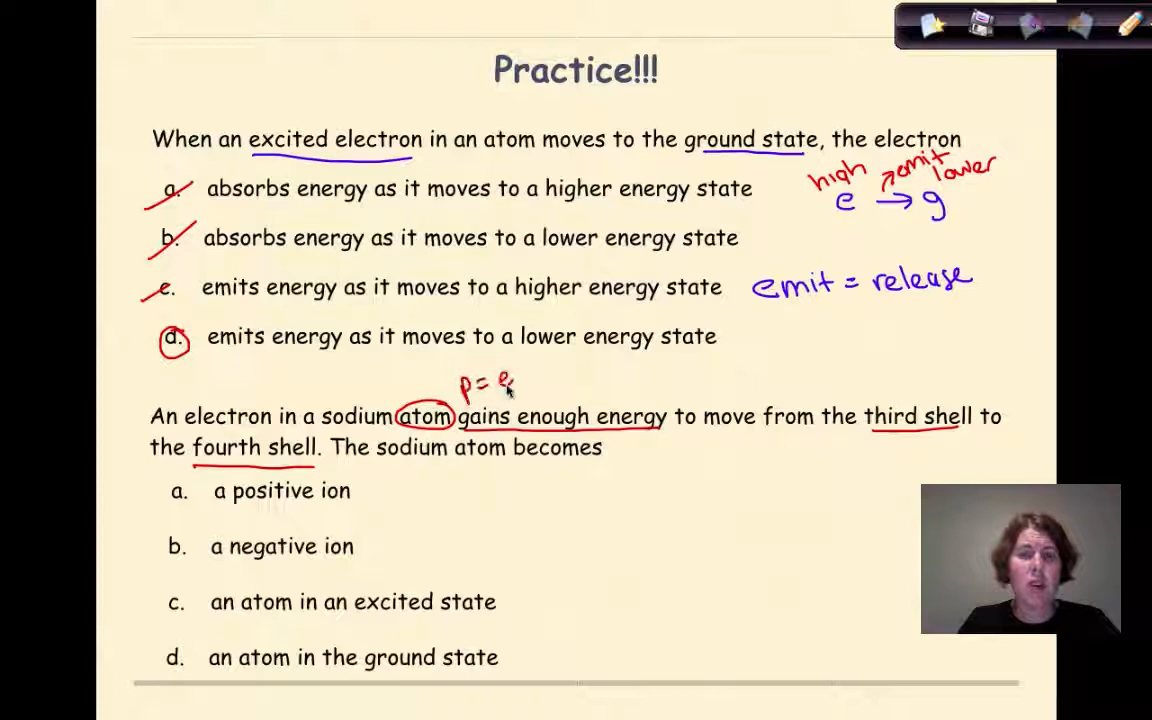 Practice!!!
When an excited electron in an atom moves to the ground state, the electron
a. absorbs energy as it moves to a higher energy state
high emit lower
e → g
b. absorbs energy as it moves to a lower energy state
c. emits energy as it moves to a higher energy state
emit = release
d. emits energy as it moves to a lower energy state
p = e
An electron in a sodium atom gains enough energy to move from the third shell to
the fourth shell. The sodium atom becomes
a. a positive ion
b. a negative ion
c. an atom in an excited state
d. an atom in the ground state